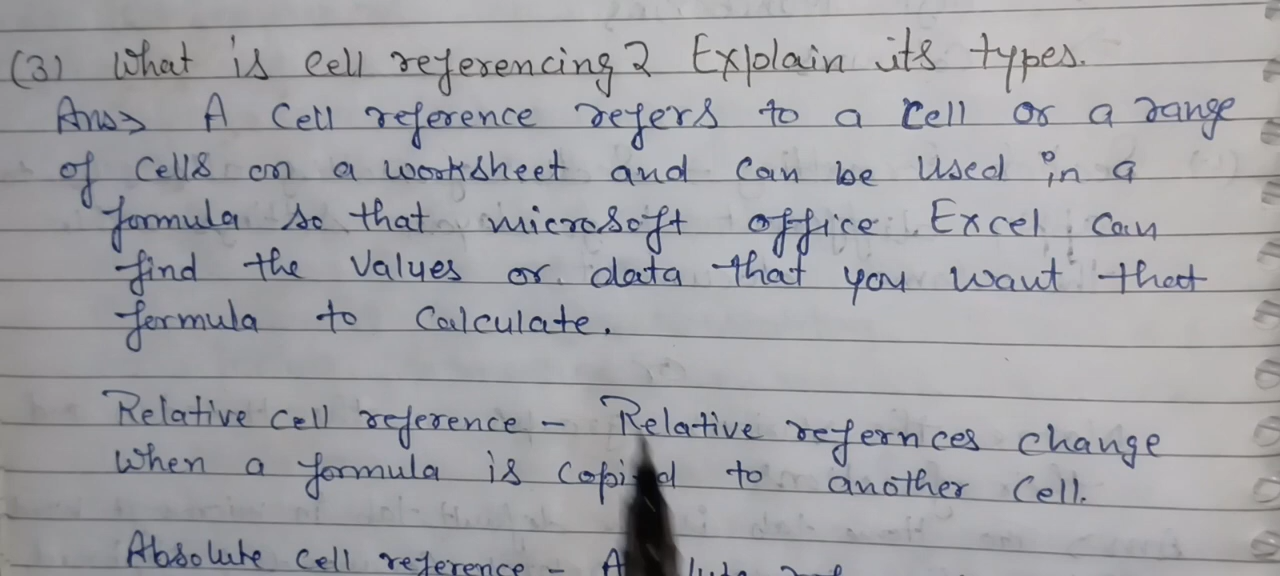 (3) What is cell referencing? Explain its types.
Ans> A Cell reference refers to a Cell or a range
of Cells on a worksheet and Can be Used in a
formula so that microsoft office Excel Can
find the Values or data that you want that
formula to Calculate.
Relative cell reference - Relative refernces change
When a formula is Copied to another Cell.
Absolute cell reference -